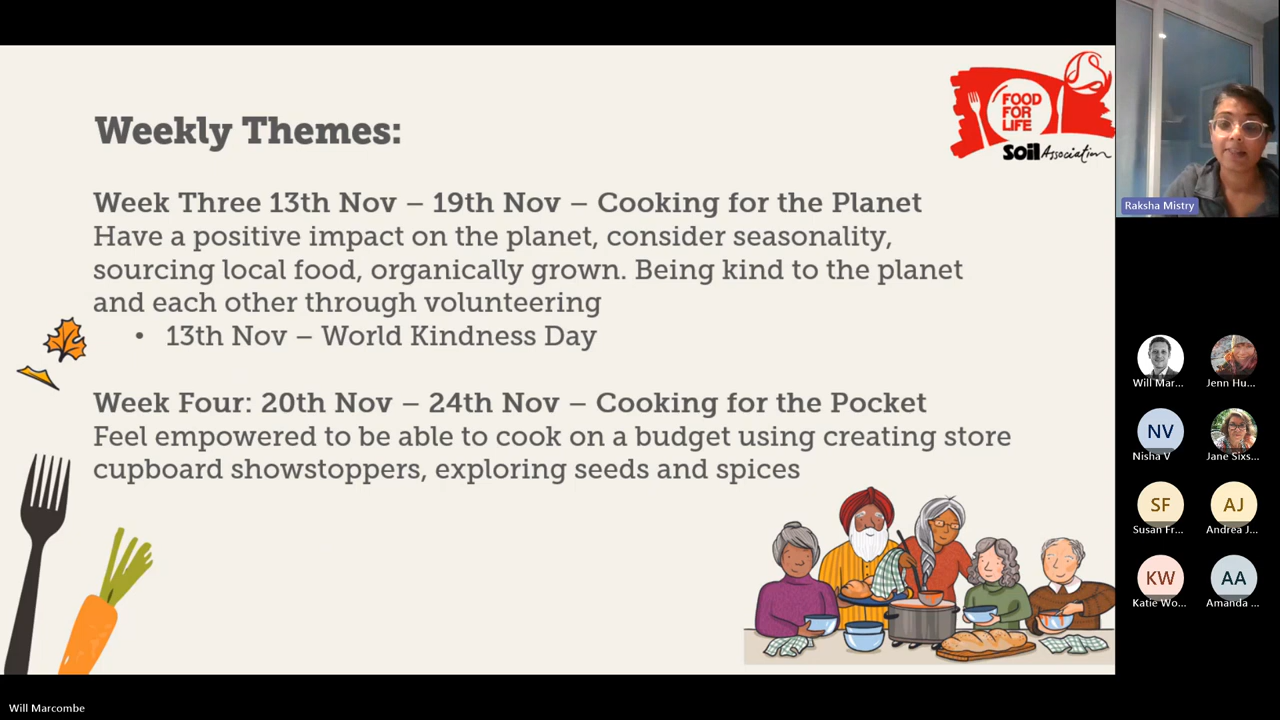 Weekly Themes:
Week Three 13th Nov – 19th Nov – Cooking for the Planet
Have a positive impact on the planet, consider seasonality,
sourcing local food, organically grown. Being kind to the planet
and each other through volunteering
• 13th Nov – World Kindness Day
Week Four: 20th Nov – 24th Nov – Cooking for the Pocket
Feel empowered to be able to cook on a budget using creating store
cupboard showstoppers, exploring seeds and spices
FOOD
FOR
LIFE
Soil Association
Raksha Mistry
Will Mar...
Jenn Hu...
NV
Nisha V
Jane Sixs...
SF
Susan Fr...
AJ
Andrea J...
KW
Katie Wo...
AA
Amanda ...
Will Marcombe